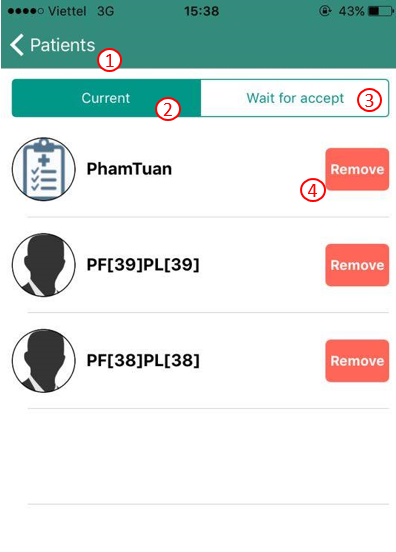 Viettel 3G 15:38 43%
Patients
1
Current 2 Wait for accept 3
PhamTuan Remove
4
PF[39]PL[39] Remove
PF[38]PL[38] Remove